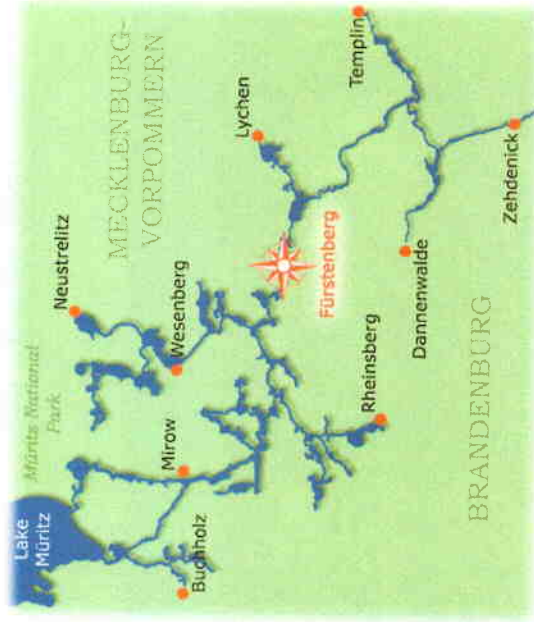 Lake
Müritz
Müritz National
Park
Neustrelitz
MECKLENBURG-
VORPOMMERN
Buchholz
Mirow
Wesenberg
Lychen
Templin
Fürstenberg
Rheinsberg
Dannenwalde
Zehdenick
BRANDENBURG